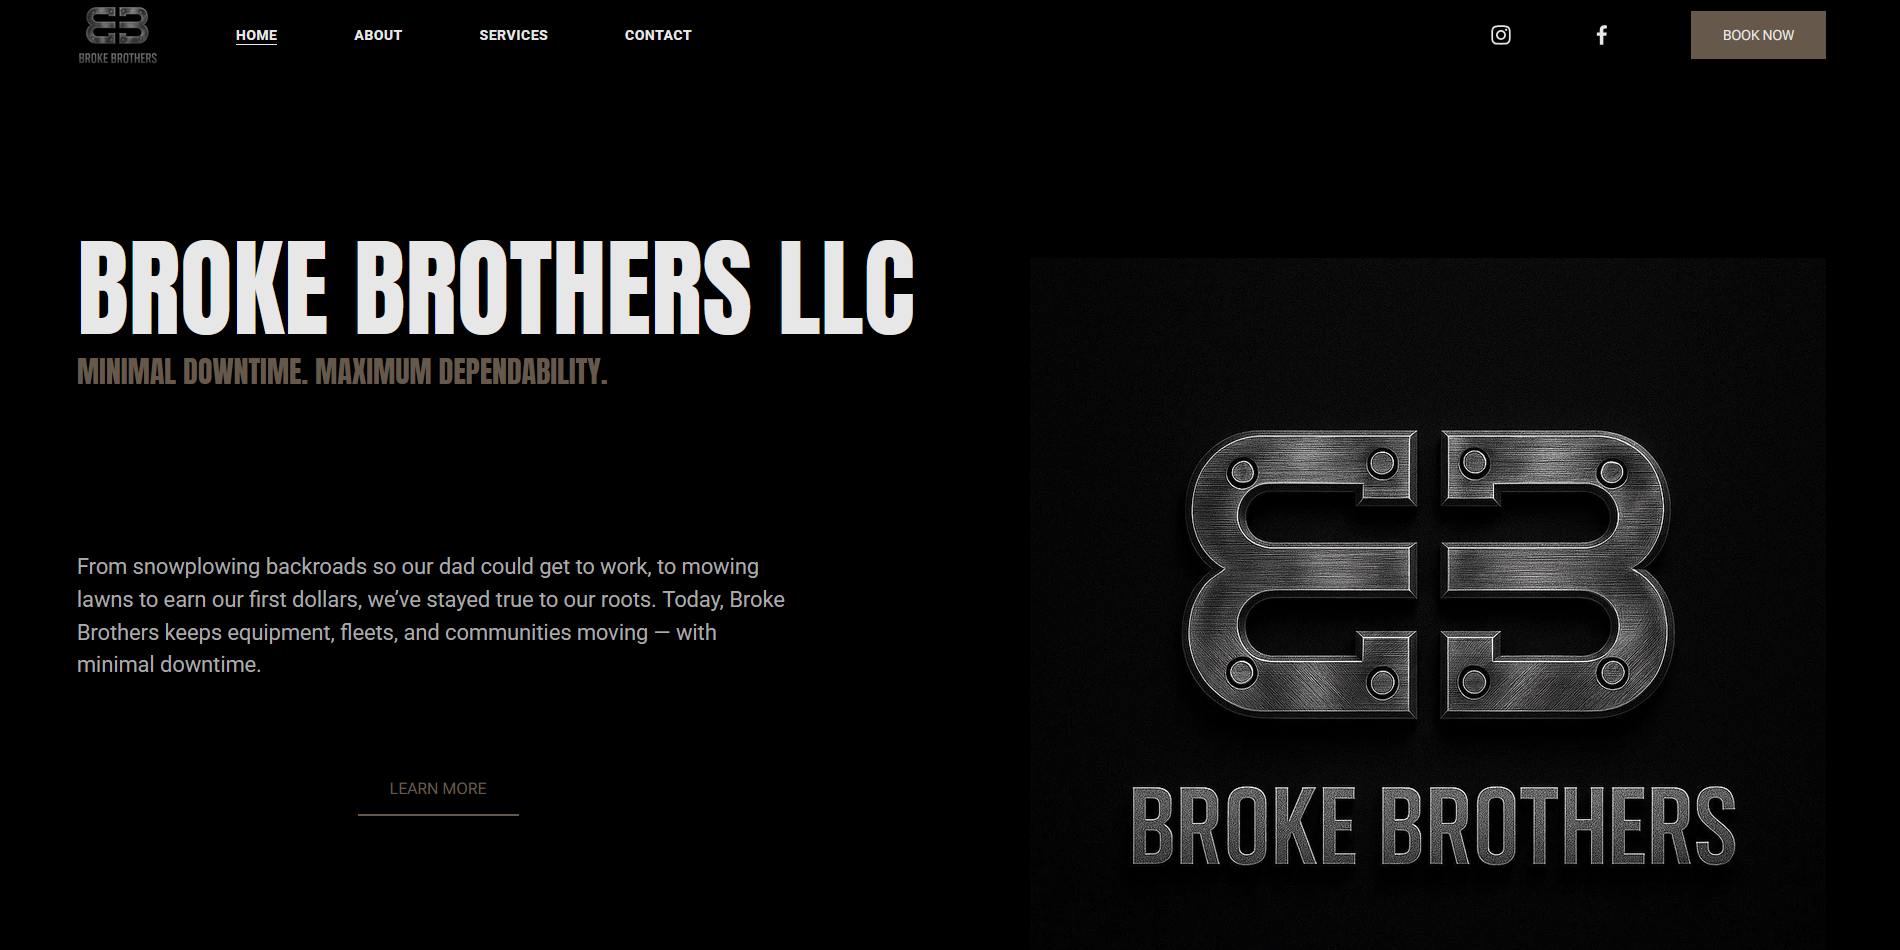 BROKE BROTHERS
HOME
ABOUT
SERVICES
CONTACT
BOOK NOW
BROKE BROTHERS LLC
MINIMAL DOWNTIME. MAXIMUM DEPENDABILITY.
From snowplowing backroads so our dad could get to work, to mowing
lawns to earn our first dollars, we’ve stayed true to our roots. Today, Broke
Brothers keeps equipment, fleets, and communities moving — with
minimal downtime.
LEARN MORE
BROKE BROTHERS